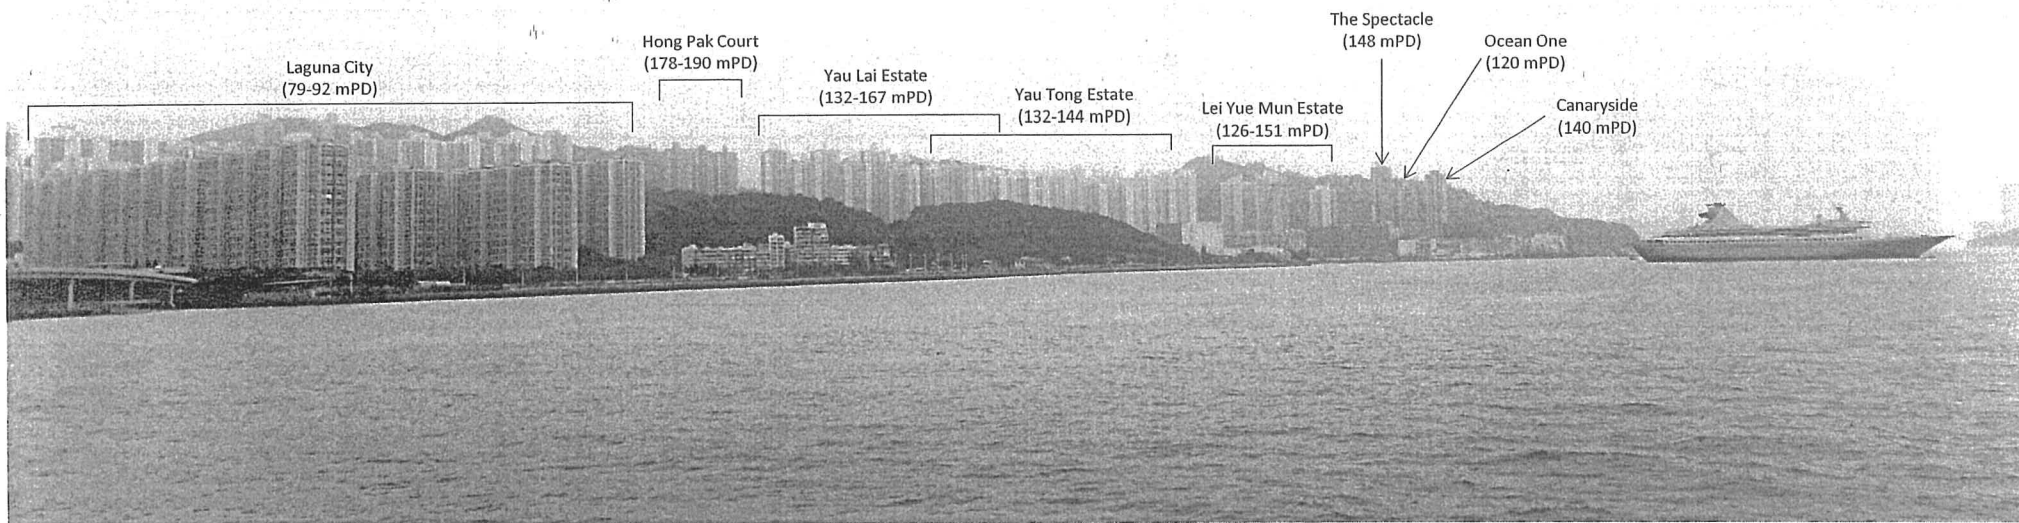 Laguna City
(79-92 mPD)
Hong Pak Court
(178-190 mPD)
Yau Lai Estate
(132-167 mPD)
Yau Tong Estate
(132-144 mPD)
Lei Yue Mun Estate
(126-151 mPD)
The Spectacle
(148 mPD)
Ocean One
(120 mPD)
Canaryside
(140 mPD)